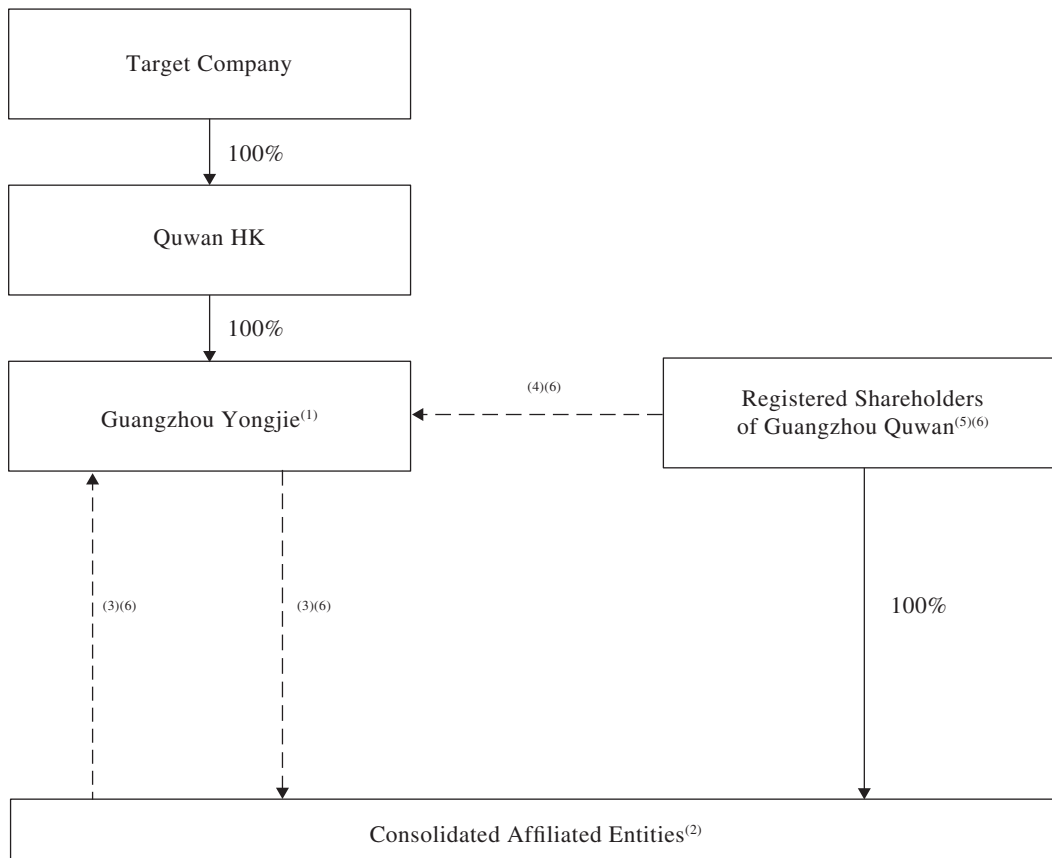 Target Company
100%
Quwan HK
100%
Guangzhou Yongjie(1)
(4)(6)
Registered Shareholders
of Guangzhou Quwan(5)(6)
(3)(6)
(3)(6)
100%
Consolidated Affiliated Entities(2)